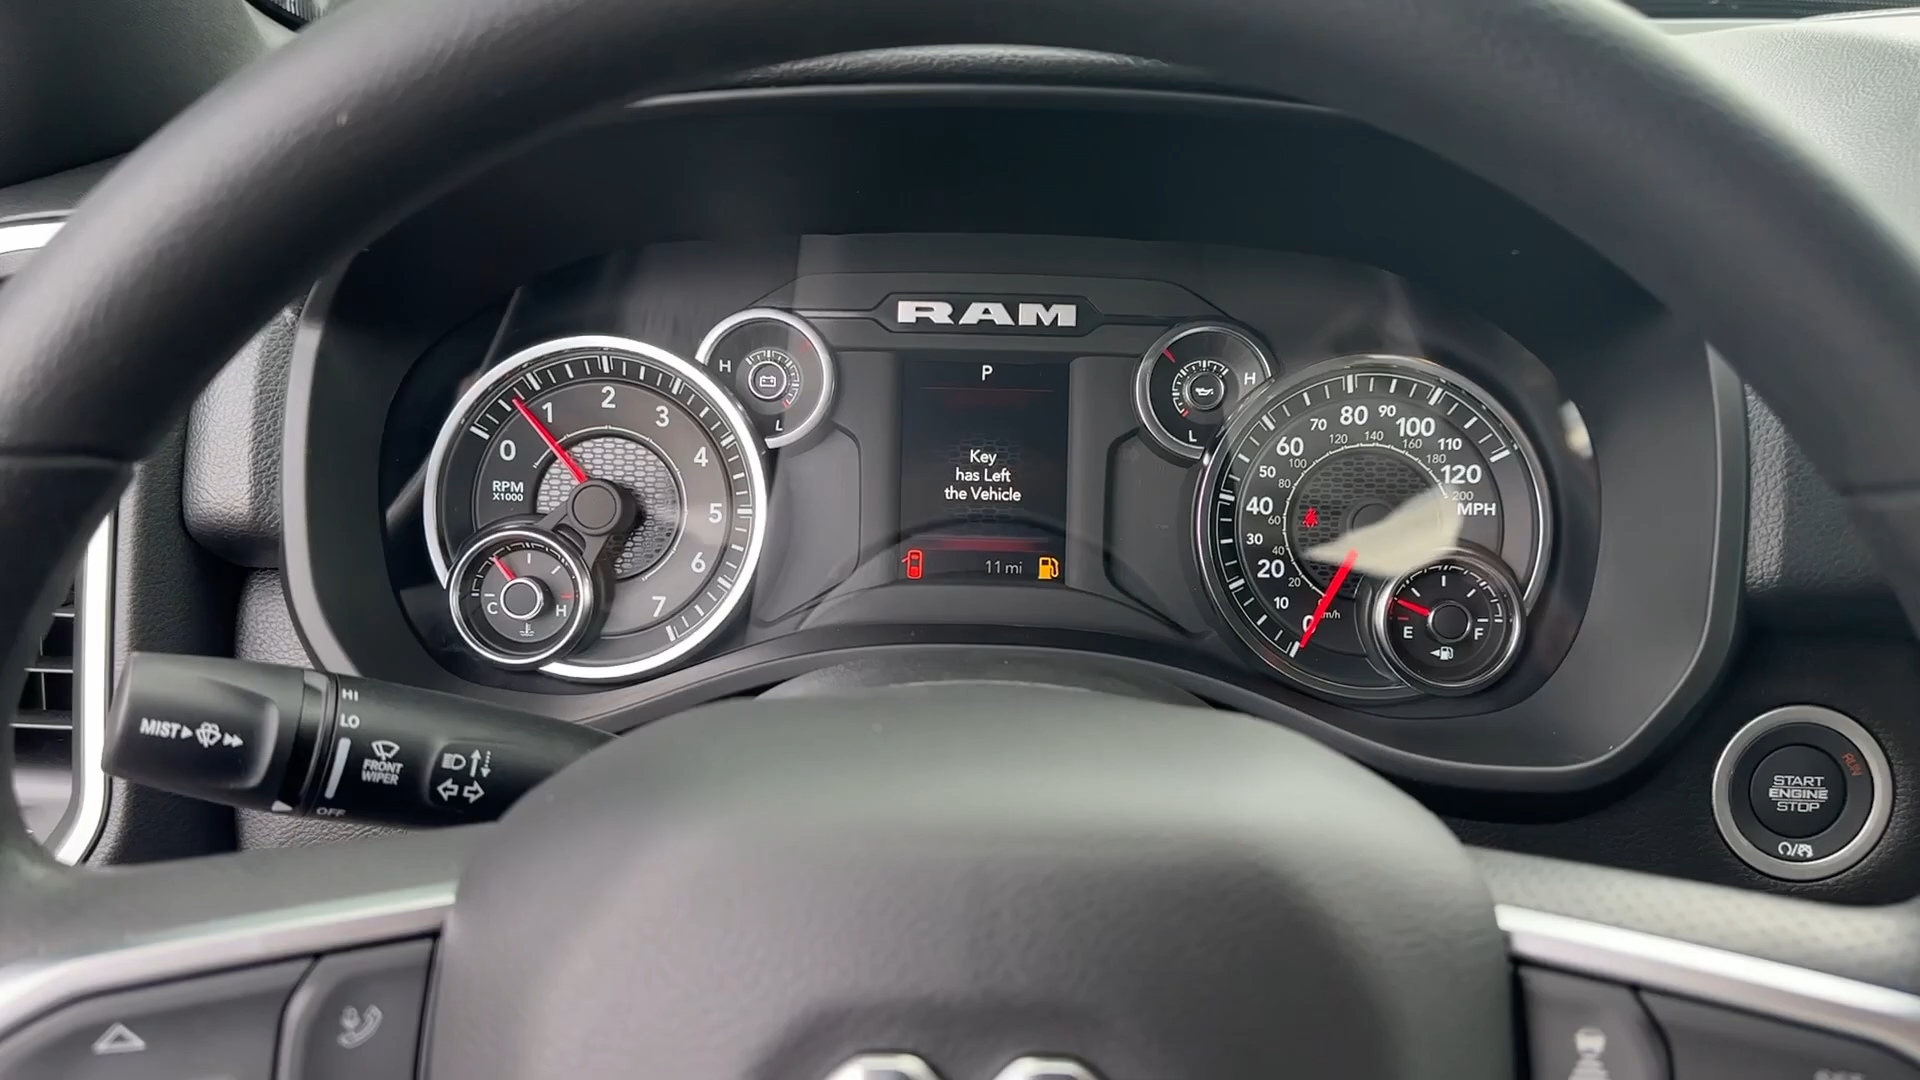 RAM
P
Key
has Left
the Vehicle
11 mi
0
1
2
3
4
5
6
7
RPM
X1000
C
H
H
L
H
L
0
10
20
30
40
50
60
70
80
90
100
110
120
MPH
20
40
60
80
100
120
140
160
180
200
km/h
E
F
MIST
HI
LO
FRONT
WIPER
OFF
RUN
START
ENGINE
STOP